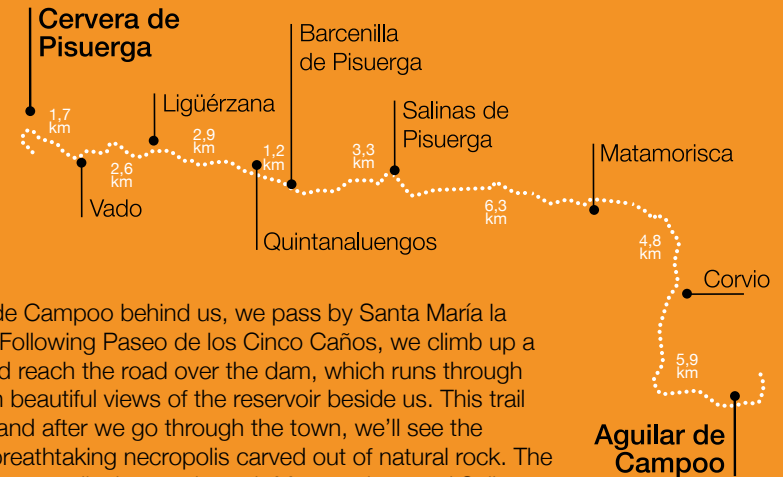 Cervera de
Pisuerga
1,7
km
Vado
2,6
km
Ligüérzana
2,9
km
Quintanaluengos
1,2
km
Barcenilla
de Pisuerga
3,3
km
Salinas de
Pisuerga
6,3
km
Matamorisca
4,8
km
Corvio
5,9
km
Aguilar de
Campoo
de Campoo behind us, we pass by Santa María la
Following Paseo de los Cinco Caños, we climb up a
d reach the road over the dam, which runs through
n beautiful views of the reservoir beside us. This trail
and after we go through the town, we'll see the
breathtaking necropolis carved out of natural rock. The